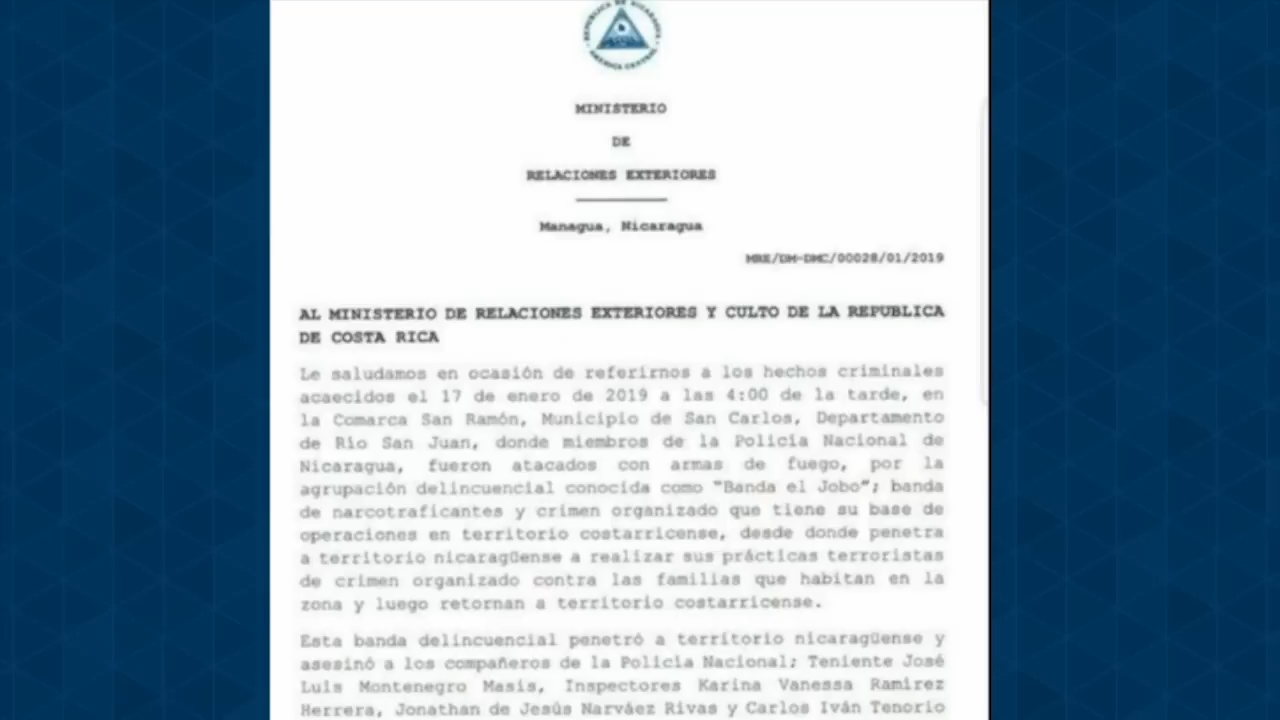 REPUBLICA DE NICARAGUA
AMERICA CENTRAL
MINISTERIO
DE
RELACIONES EXTERIORES
Managua, Nicaragua
MRE/DM-DMC/00028/01/2019
AL MINISTERIO DE RELACIONES EXTERIORES Y CULTO DE LA REPUBLICA
DE COSTA RICA
Le saludamos en ocasión de referirnos a los hechos criminales
acaecidos el 17 de enero de 2019 a las 4:00 de la tarde, en
la Comarca San Ramón, Municipio de San Carlos, Departamento
de Río San Juan, donde miembros de la Policía Nacional de
Nicaragua, fueron atacados con armas de fuego, por la
agrupación delincuencial conocida como "Banda el Jobo"; banda
de narcotraficantes y crimen organizado que tiene su base de
operaciones en territorio costarricense, desde donde penetra
a territorio nicaragüense a realizar sus prácticas terroristas
de crimen organizado contra las familias que habitan en la
zona y luego retornan a territorio costarricense.
Esta banda delincuencial penetró a territorio nicaragüense y
asesinó a los compañeros de la Policía Nacional; Teniente José
Luis Montenegro Masis, Inspectores Karina Vanessa Ramirez
Herrera, Jonathan de Jesús Narváez Rivas y Carlos Iván Tenorio